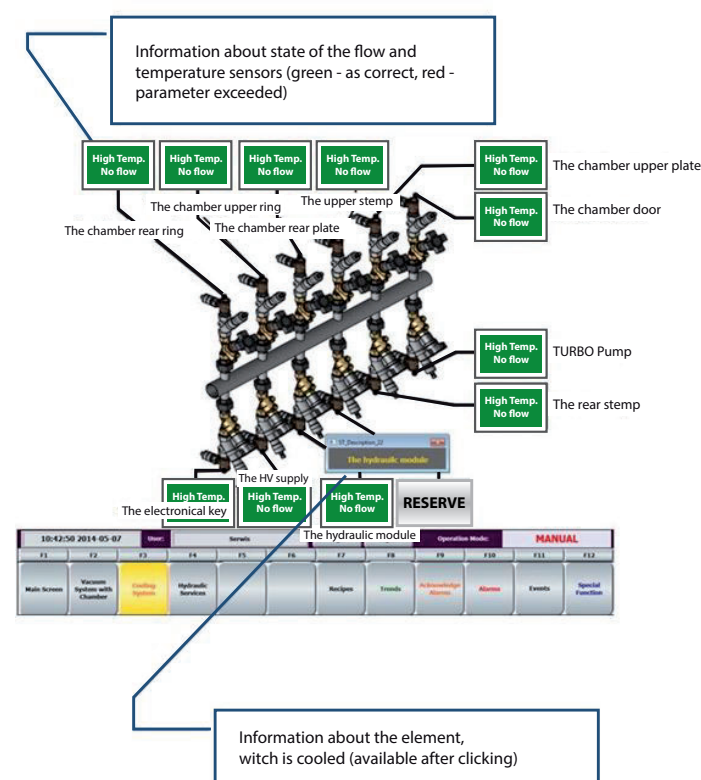 Information about state of the flow and
temperature sensors (green - as correct, red -
parameter exceeded)
High Temp.
No flow
High Temp.
No flow
High Temp.
No flow
High Temp.
No flow
High Temp.
No flow
The chamber upper plate
The chamber upper ring
The upper stemp
High Temp.
No flow
The chamber door
The chamber rear ring
The chamber rear plate
High Temp.
No flow
TURBO Pump
High Temp.
No flow
The rear stemp
ST_Description_22
The hydraulic module
The HV supply
High Temp.
No flow
The electronical key
High Temp.
No flow
High Temp.
No flow
RESERVE
The hydraulic module
10:42:50 2014-05-07 User: Serwis Operation Mode: MANUAL
F1 F2 F3 F4 F5 F6 F7 F8 F9 F10 F11 F12
Main Screen
Vacuum
System with
Chamber
Cooling
System
Hydraulic
Services
Recipes
Trends
Acknowledge
Alarms
Alarms
Events
Special
Function
Information about the element,
witch is cooled (available after clicking)